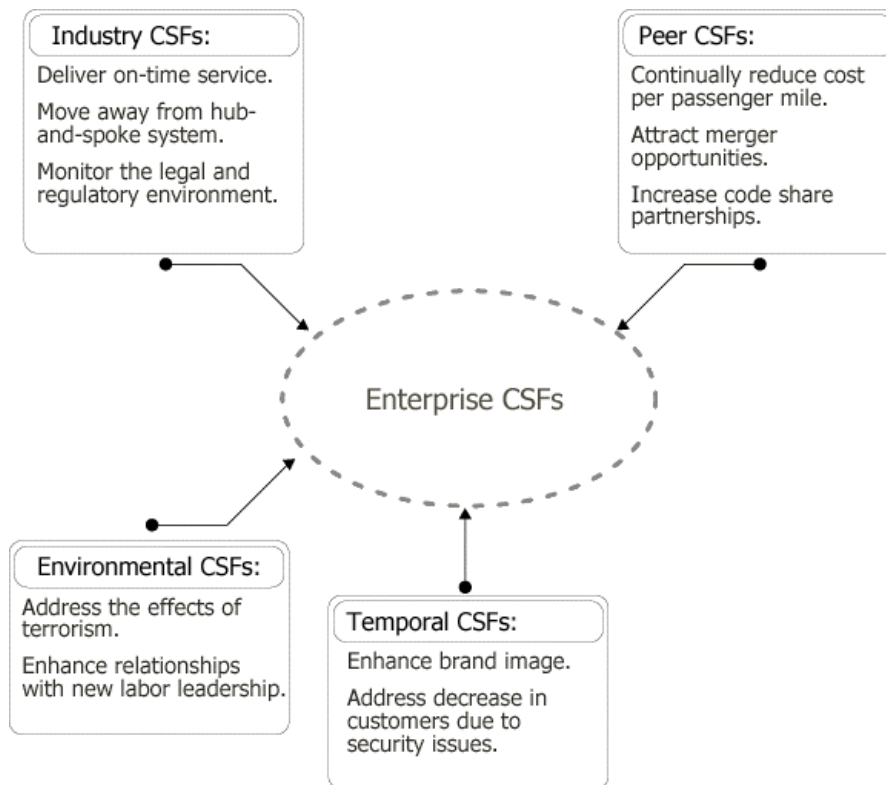 Industry CSFs:
Deliver on-time service.
Move away from hub-
and-spoke system.
Monitor the legal and
regulatory environment.
Peer CSFs:
Continually reduce cost
per passenger mile.
Attract merger
opportunities.
Increase code share
partnerships.
Enterprise CSFs
Environmental CSFs:
Address the effects of
terrorism.
Enhance relationships
with new labor leadership.
Temporal CSFs:
Enhance brand image.
Address decrease in
customers due to
security issues.